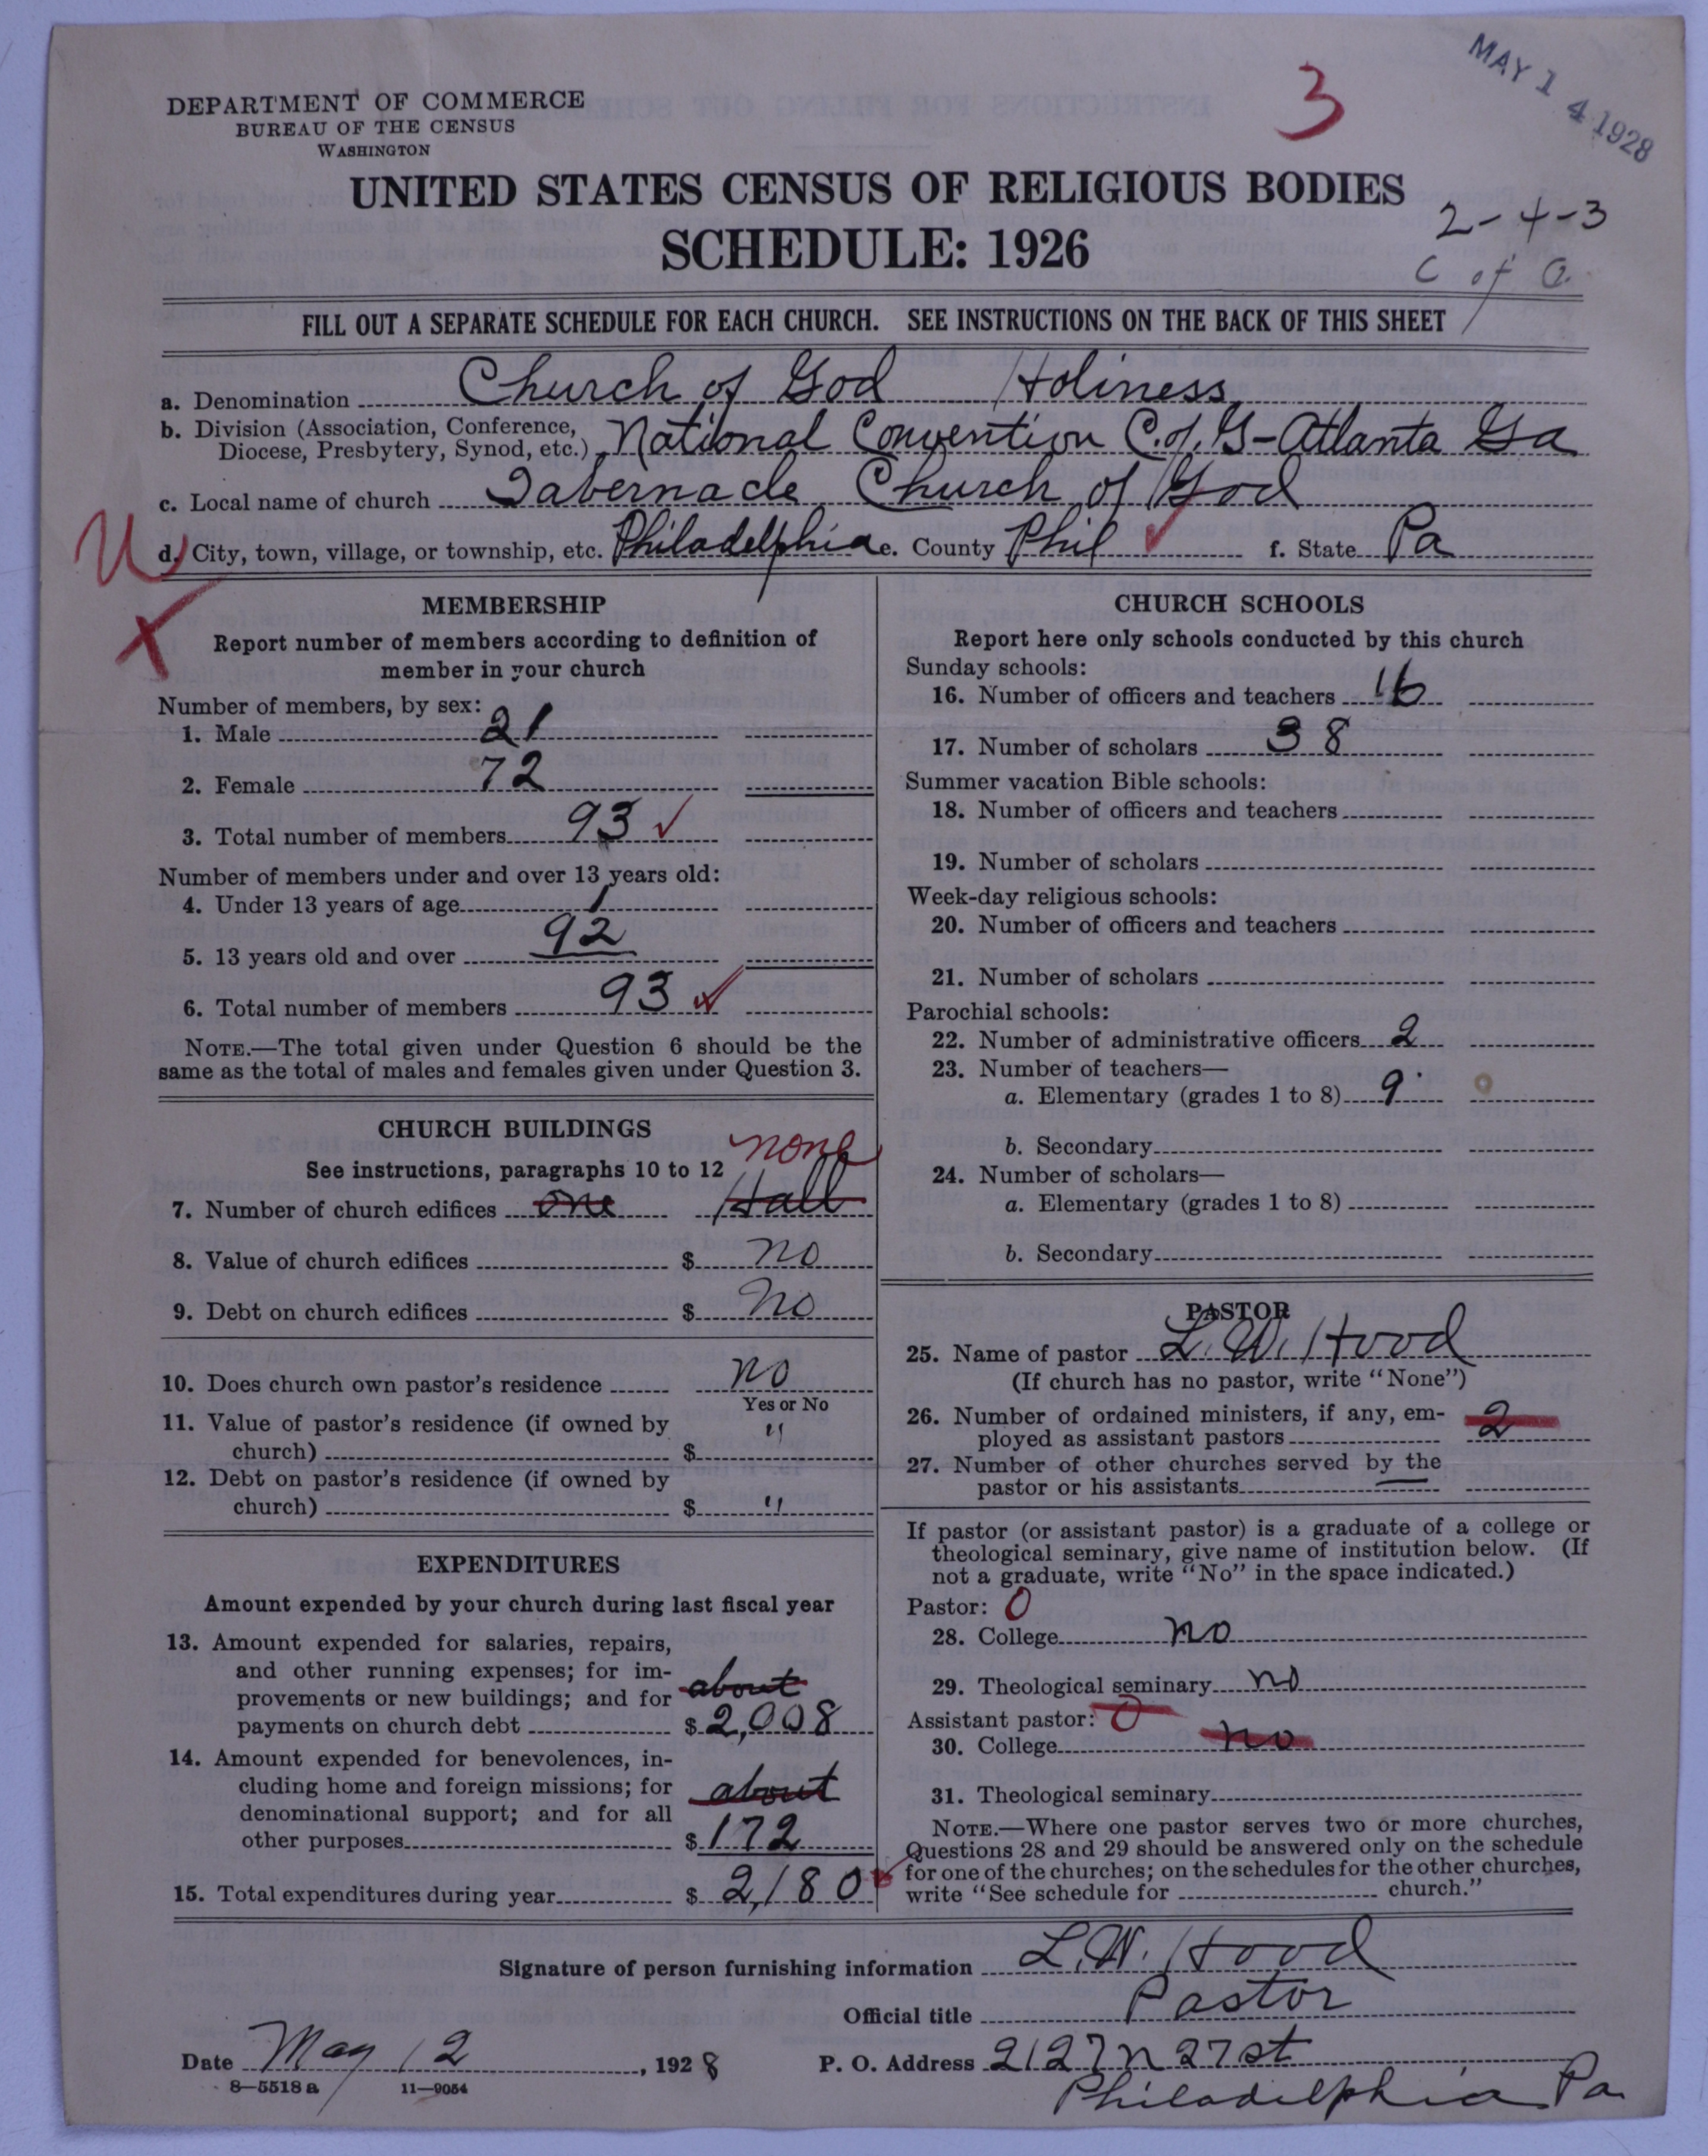 MAY 14 1928
3
DEPARTMENT OF COMMERCE
BUREAU OF THE CENSUS
WASHINGTON
UNITED STATES CENSUS OF RELIGIOUS BODIES
SCHEDULE: 1926
2-4-3
C of G.
FILL OUT A SEPARATE SCHEDULE FOR EACH CHURCH. SEE INSTRUCTIONS ON THE BACK OF THIS SHEET
a. Denomination Church of God Holiness
b. Division (Association, Conference,
Diocese, Presbytery, Synod, etc.) National Convention C. of G-Atlanta Ga
c. Local name of church Tabernacle Church of God
U
d. City, town, village, or township, etc. Philadelphia e. County Phil f. State Pa
X
MEMBERSHIP
Report number of members according to definition of
member in your church
Number of members, by sex:
1. Male 21
2. Female 72
3. Total number of members 93 ✓
Number of members under and over 13 years old:
4. Under 13 years of age 1
5. 13 years old and over 92
6. Total number of members 93 ✓
NOTE.—The total given under Question 6 should be the
same as the total of males and females given under Question 3.
CHURCH BUILDINGS
See instructions, paragraphs 10 to 12 none
7. Number of church edifices one Hall
8. Value of church edifices $ no
9. Debt on church edifices $ No
10. Does church own pastor's residence no
Yes or No
11. Value of pastor's residence (if owned by
church) $ "
12. Debt on pastor's residence (if owned by
church) $ "
EXPENDITURES
Amount expended by your church during last fiscal year
13. Amount expended for salaries, repairs,
and other running expenses; for im-
provements or new buildings; and for about
payments on church debt $ 2,008
14. Amount expended for benevolences, in-
cluding home and foreign missions; for about
denominational support; and for all
other purposes $ 172
15. Total expenditures during year $ 2,180
CHURCH SCHOOLS
Report here only schools conducted by this church
Sunday schools:
16. Number of officers and teachers 16
17. Number of scholars 38
Summer vacation Bible schools:
18. Number of officers and teachers
19. Number of scholars
Week-day religious schools:
20. Number of officers and teachers
21. Number of scholars
Parochial schools:
22. Number of administrative officers 2
23. Number of teachers—
a. Elementary (grades 1 to 8) 9
b. Secondary
24. Number of scholars—
a. Elementary (grades 1 to 8)
b. Secondary
PASTOR
25. Name of pastor L. W. Hood
(If church has no pastor, write "None")
26. Number of ordained ministers, if any, em-
ployed as assistant pastors 2
27. Number of other churches served by the
pastor or his assistants
If pastor (or assistant pastor) is a graduate of a college or
theological seminary, give name of institution below. (If
not a graduate, write "No" in the space indicated.)
Pastor: 0
28. College no
29. Theological seminary no
Assistant pastor: 0
30. College no
31. Theological seminary
NOTE.—Where one pastor serves two or more churches,
Questions 28 and 29 should be answered only on the schedule
for one of the churches; on the schedules for the other churches,
write "See schedule for church."
Signature of person furnishing information L. W. Hood
Official title Pastor
Date May 12, 1928 P. O. Address 2127 n 27 st
8—5518 a 11—9054
Philadelphia Pa